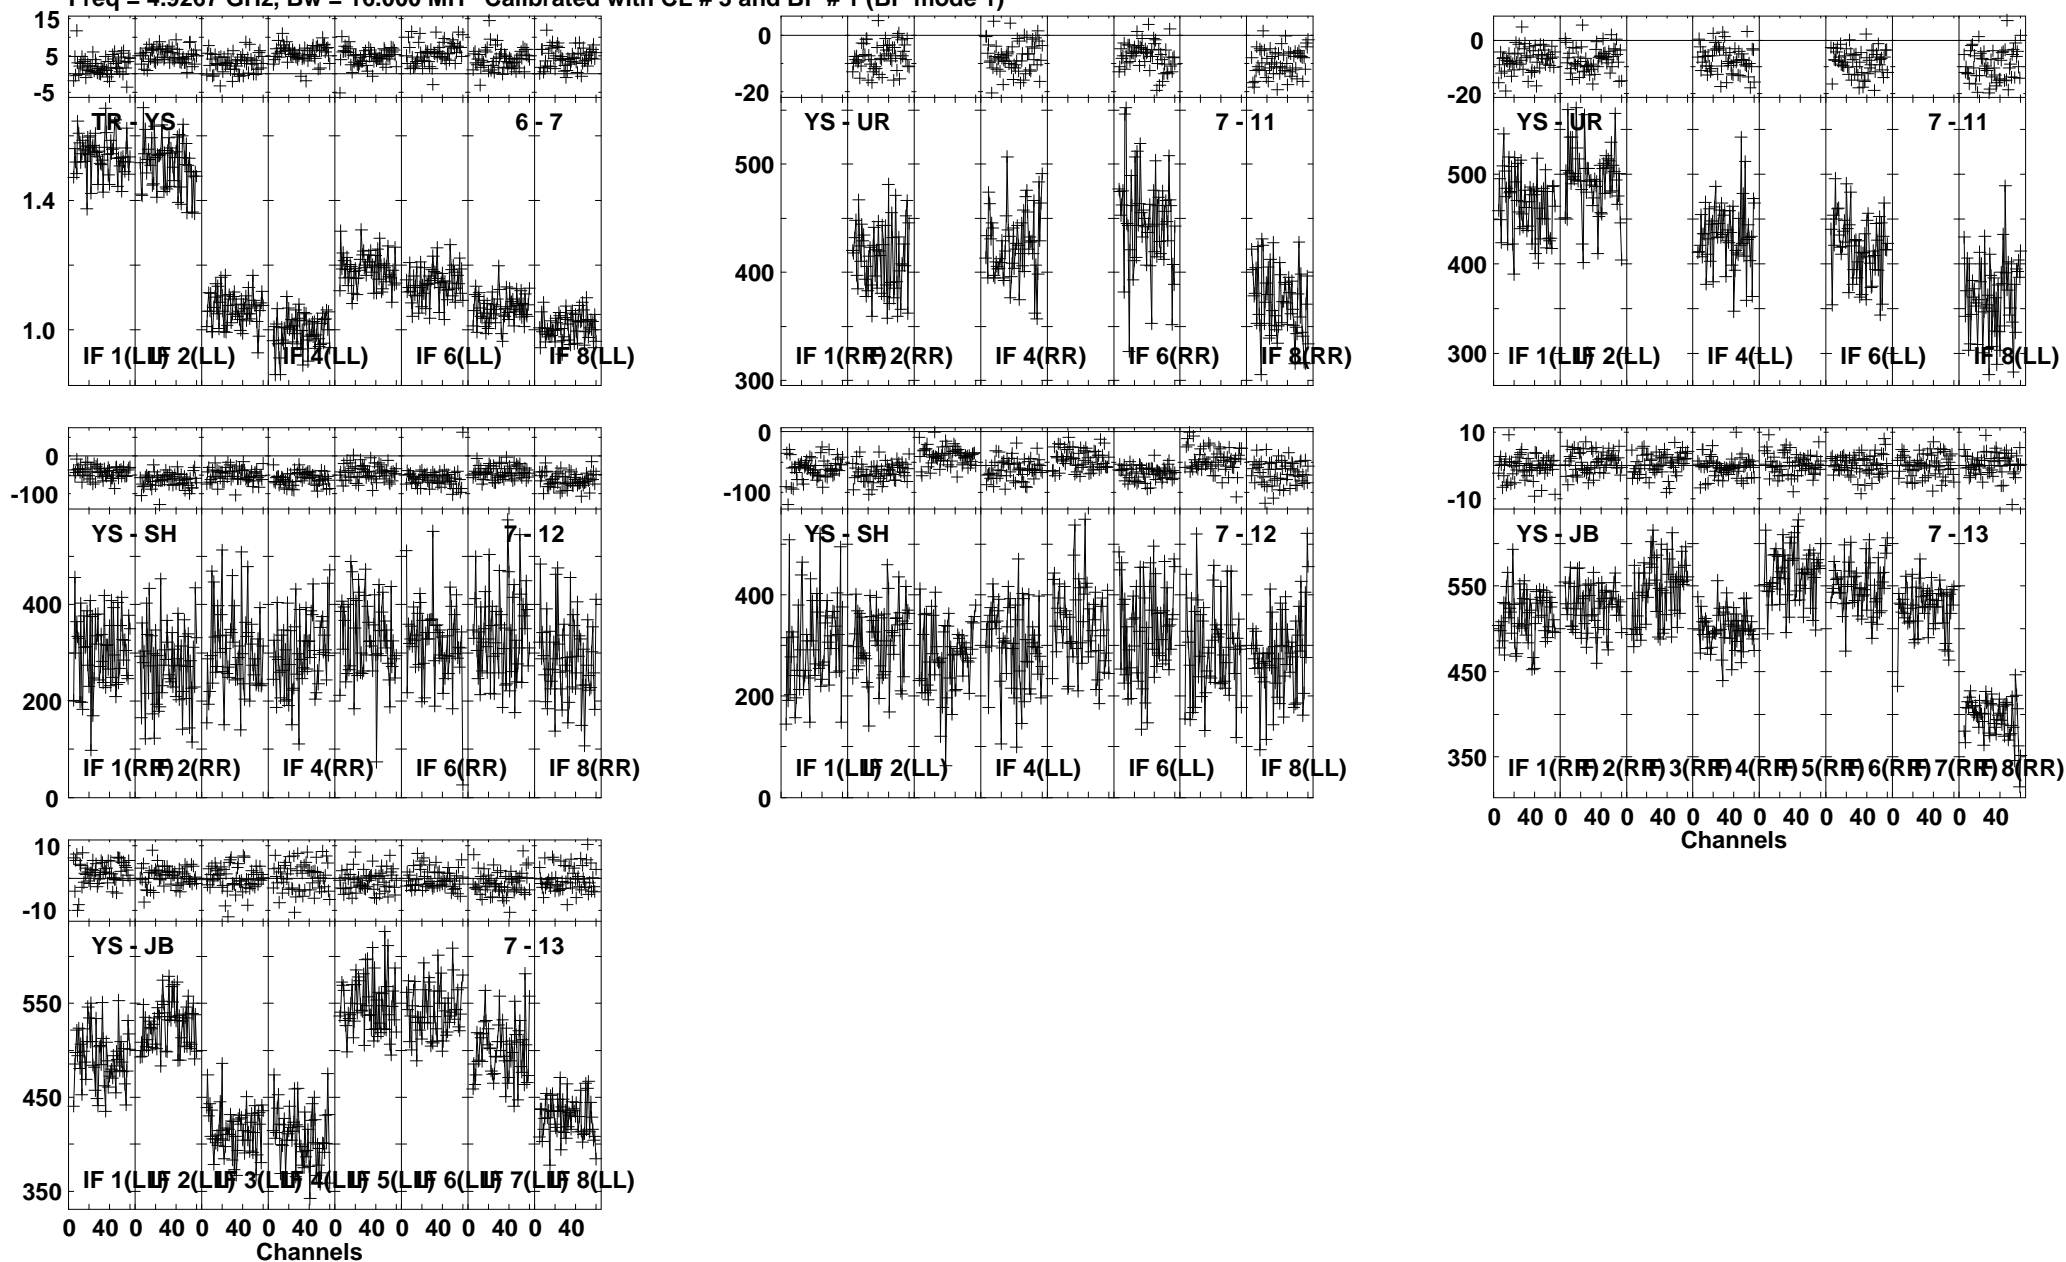 Freq = 4.9267 GHz, Bw = 16.000 MH Calibrated with CL # 3 and BP # 1 (BP mode 1)
15
5
-5
TR - YS 6 - 7
1.4
1.0
IF 1(LL) IF 2(LL) IF 4(LL) IF 6(LL) IF 8(LL)
0
-20
YS - UR 7 - 11
500
400
300
IF 1(RR) IF 2(RR) IF 4(RR) IF 6(RR) IF 8(RR)
0
-20
YS - UR 7 - 11
500
400
300
IF 1(LL) IF 2(LL) IF 4(LL) IF 6(LL) IF 8(LL)
0
-100
YS - SH 7 - 12
400
200
0
IF 1(RR) IF 2(RR) IF 4(RR) IF 6(RR) IF 8(RR)
0
-100
YS - SH 7 - 12
400
200
0
IF 1(LL) IF 2(LL) IF 4(LL) IF 6(LL) IF 8(LL)
10
-10
YS - JB 7 - 13
550
450
350
IF 1(RR) IF 2(RR) IF 3(RR) IF 4(RR) IF 5(RR) IF 6(RR) IF 7(RR) IF 8(RR)
0 40 0 40 0 40 0 40 0 40 0 40 0 40 0 40
Channels
10
-10
YS - JB 7 - 13
550
450
350
IF 1(LL) IF 2(LL) IF 3(LL) IF 4(LL) IF 5(LL) IF 6(LL) IF 7(LL) IF 8(LL)
0 40 0 40 0 40 0 40 0 40 0 40 0 40 0 40
Channels